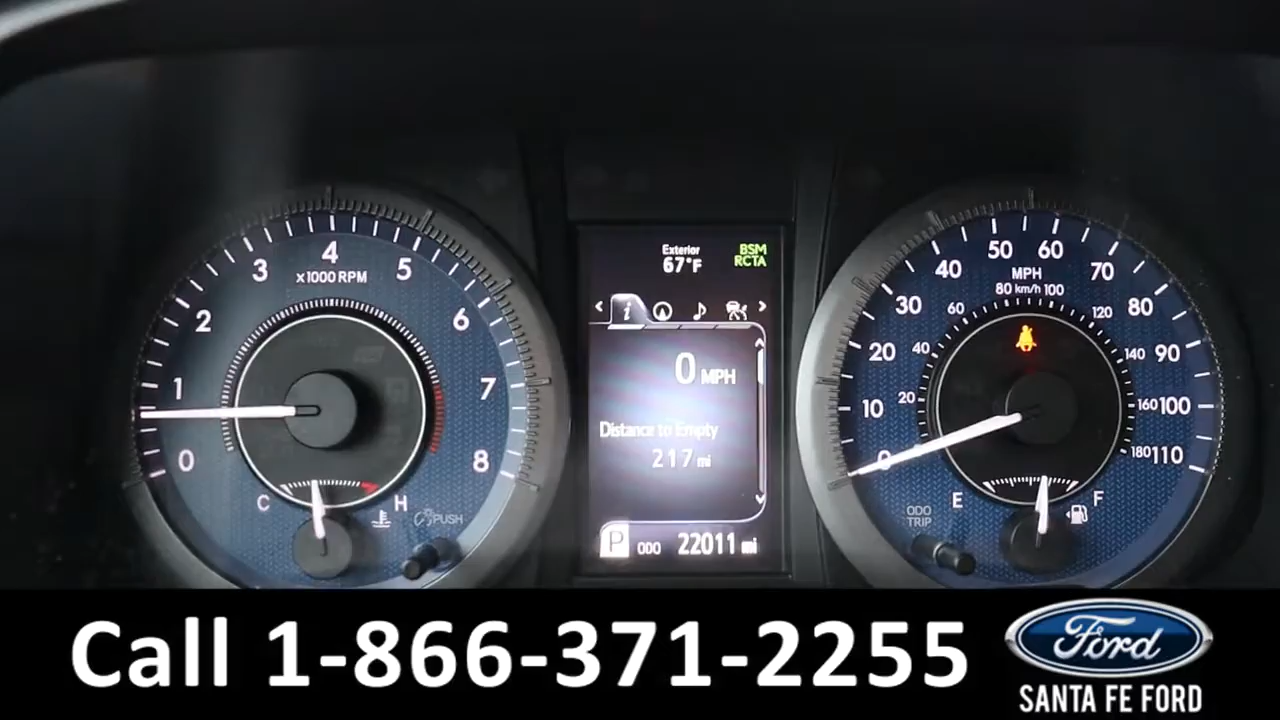 4
3 5
x1000 RPM
2 6
1 7
0 8
C H
PUSH
Exterior
67°F
BSM
RCTA
i
0 MPH
Distance to Empty
217 mi
P ODO 22011 mi
50 60
40 70
MPH
80 km/h 100
30 60 120 80
20 40 140 90
10 20 160 100
0 180 110
ODO
TRIP
E F
Call 1-866-371-2255
Ford
SANTA FE FORD